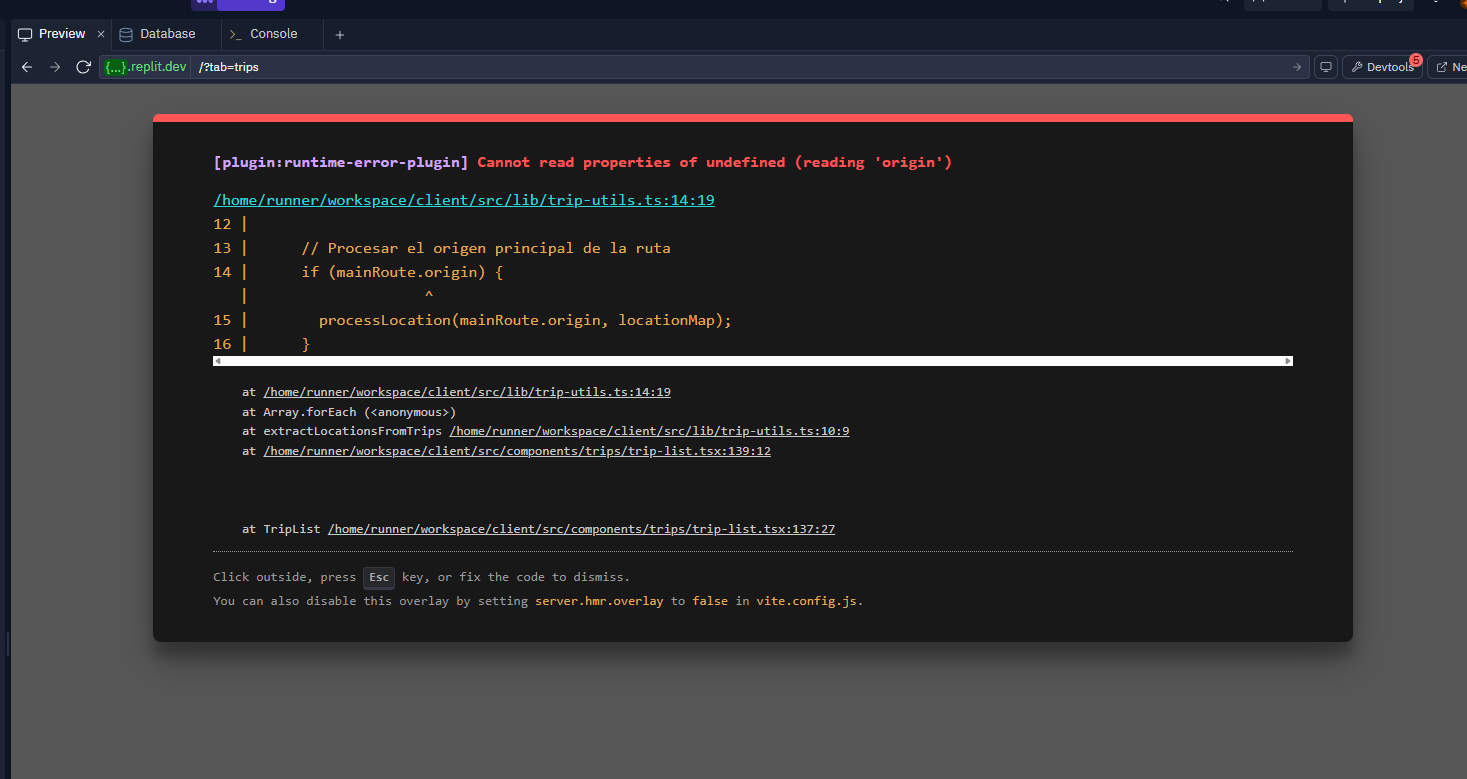 Preview × Database >_ Console +
{...}.replit.dev /?tab=trips Devtools 5 Ne
[plugin:runtime-error-plugin] Cannot read properties of undefined (reading 'origin')
/home/runner/workspace/client/src/lib/trip-utils.ts:14:19
12 |
13 | // Procesar el origen principal de la ruta
14 | if (mainRoute.origin) {
| ^
15 | processLocation(mainRoute.origin, locationMap);
16 | }
at /home/runner/workspace/client/src/lib/trip-utils.ts:14:19
at Array.forEach (<anonymous>)
at extractLocationsFromTrips /home/runner/workspace/client/src/lib/trip-utils.ts:10:9
at /home/runner/workspace/client/src/components/trips/trip-list.tsx:139:12
at TripList /home/runner/workspace/client/src/components/trips/trip-list.tsx:137:27
Click outside, press Esc key, or fix the code to dismiss.
You can also disable this overlay by setting server.hmr.overlay to false in vite.config.js.